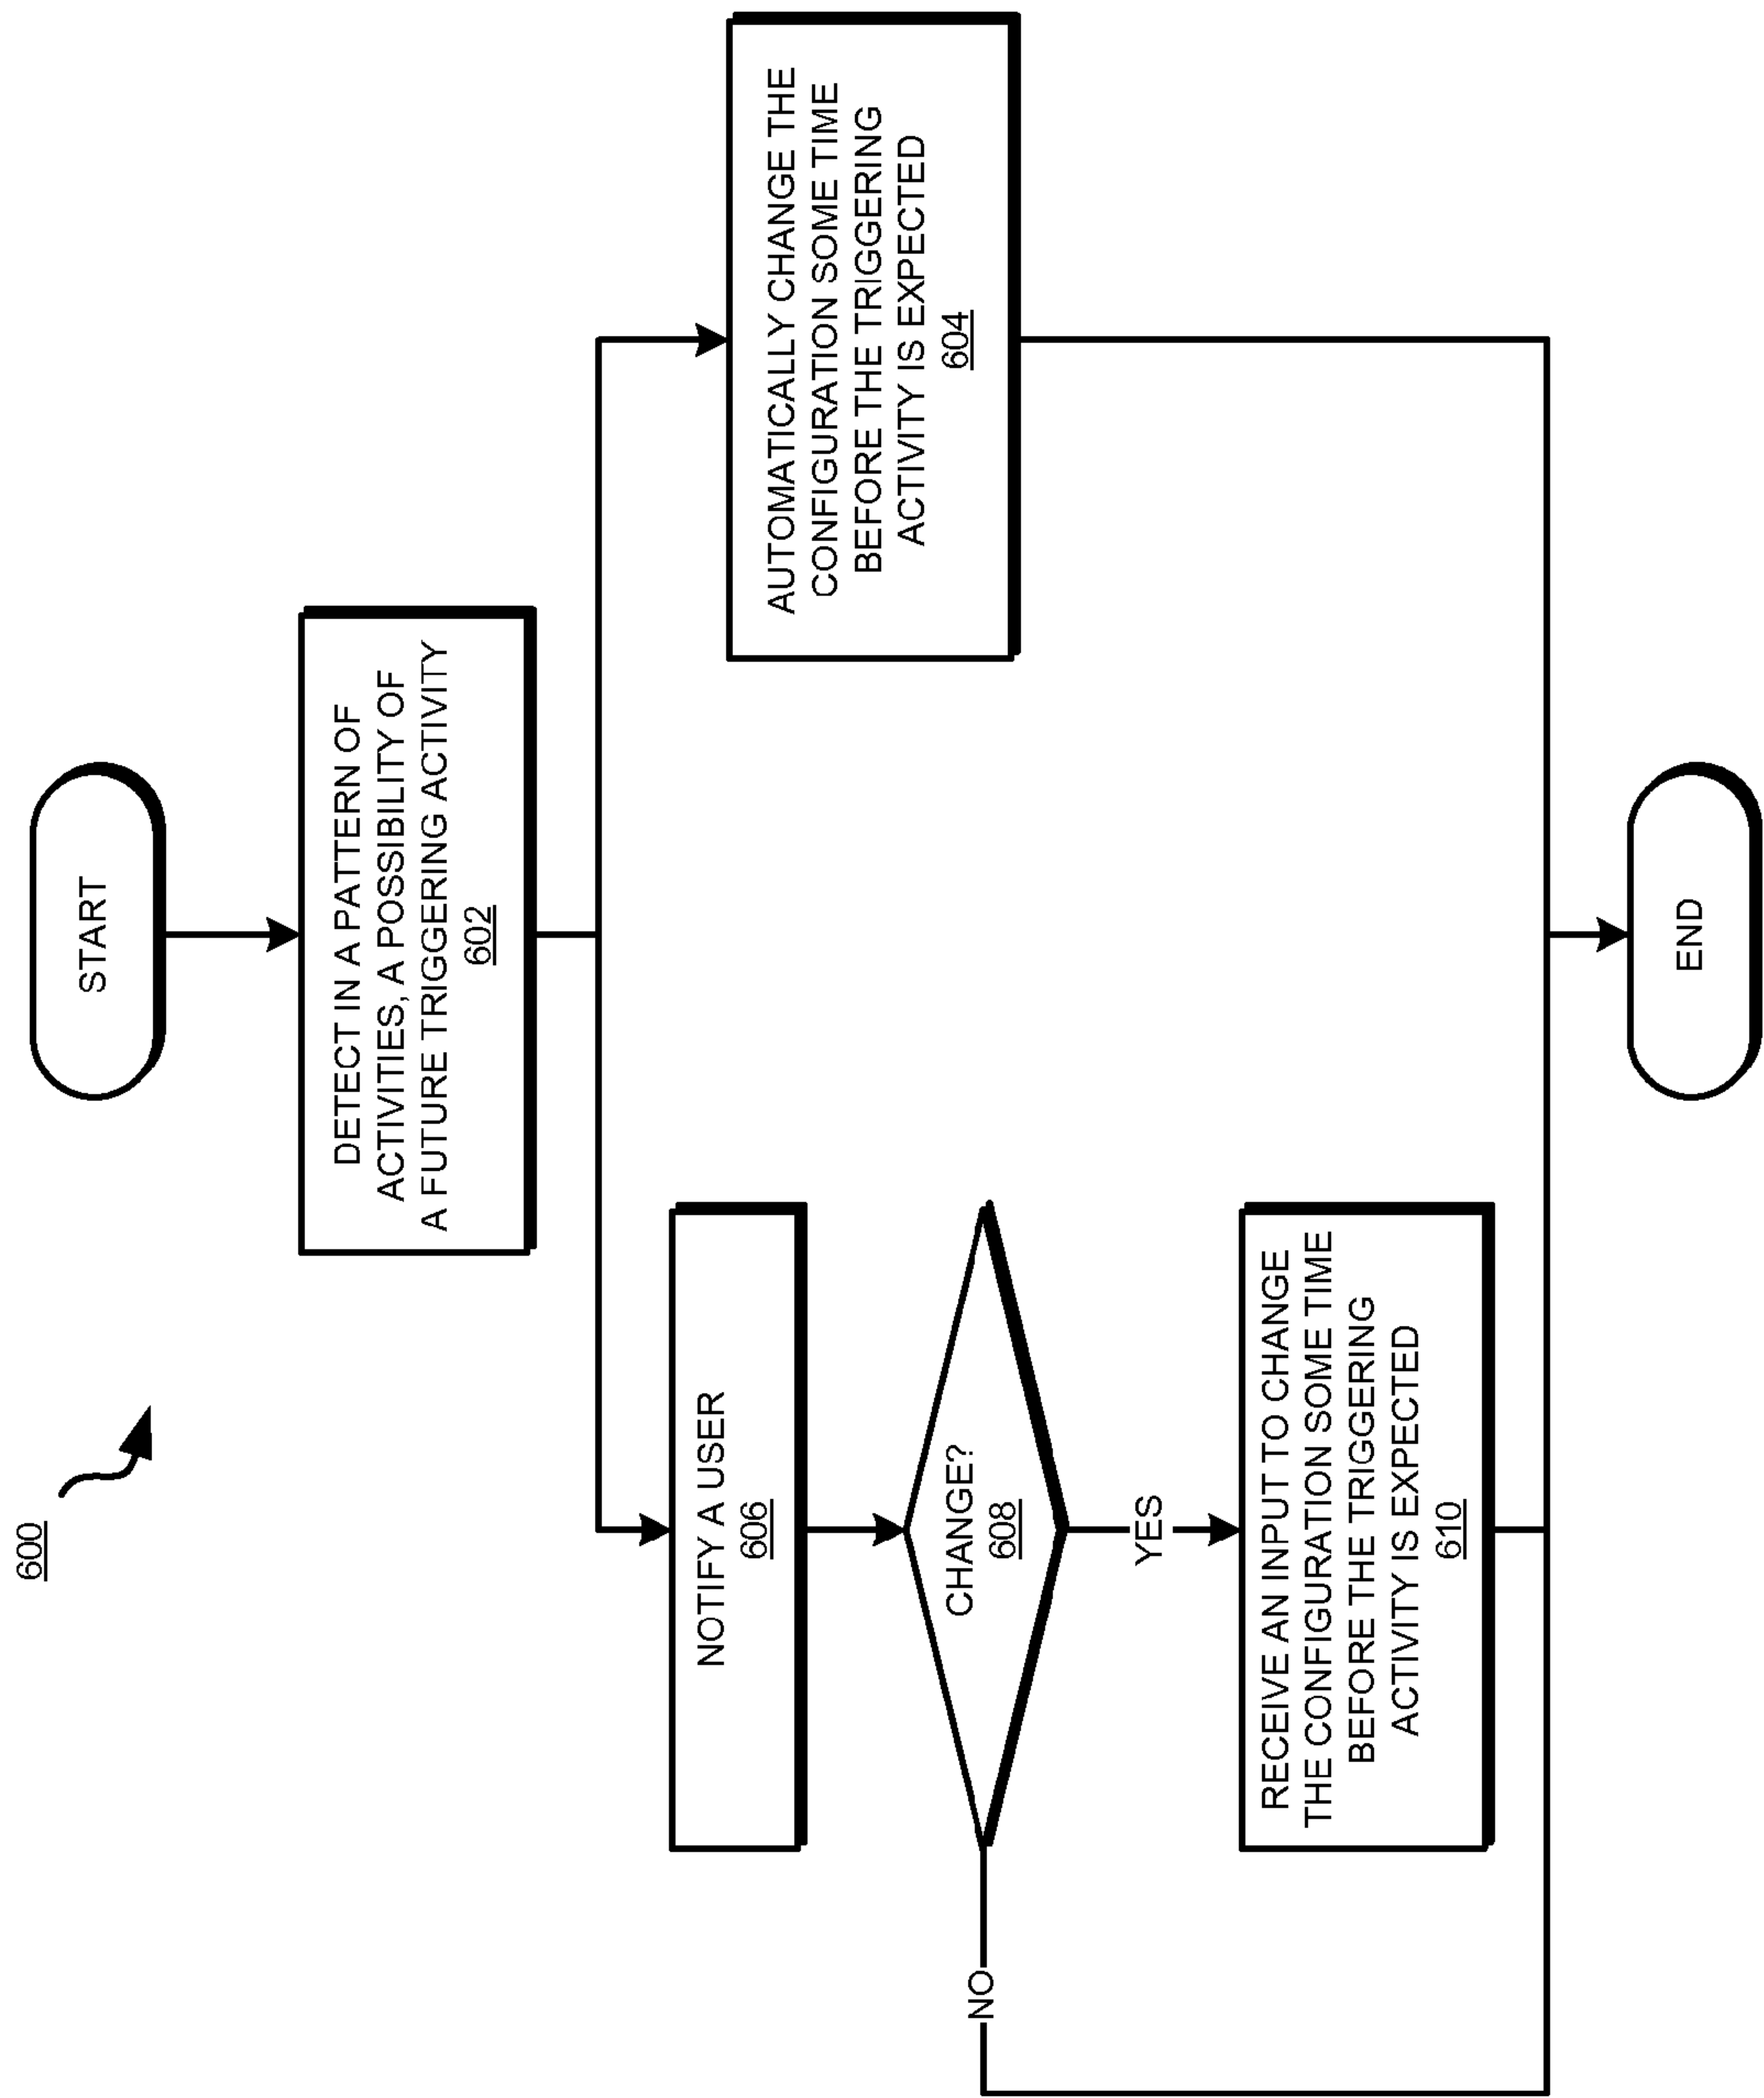 600
START
DETECT IN A PATTERN OF
ACTIVITIES, A POSSIBILITY OF
A FUTURE TRIGGERING ACTIVITY
602
NOTIFY A USER
606
CHANGE?
608
NO
YES
RECEIVE AN INPUT TO CHANGE
THE CONFIGURATION SOME TIME
BEFORE THE TRIGGERING
ACTIVITY IS EXPECTED
610
AUTOMATICALLY CHANGE THE
CONFIGURATION SOME TIME
BEFORE THE TRIGGERING
ACTIVITY IS EXPECTED
604
END